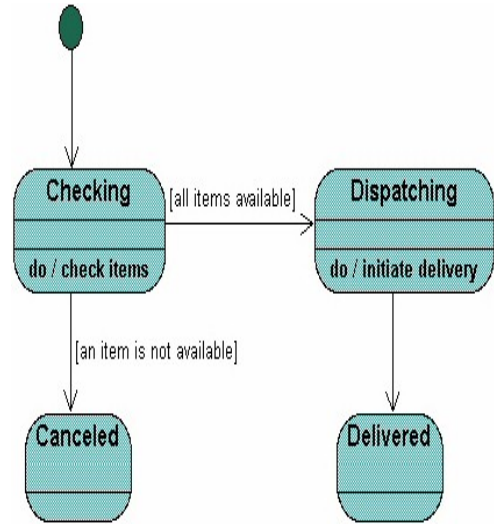 Checking
[all items available]
Dispatching
do / check items
do / initiate delivery
[an item is not available]
Canceled
Delivered